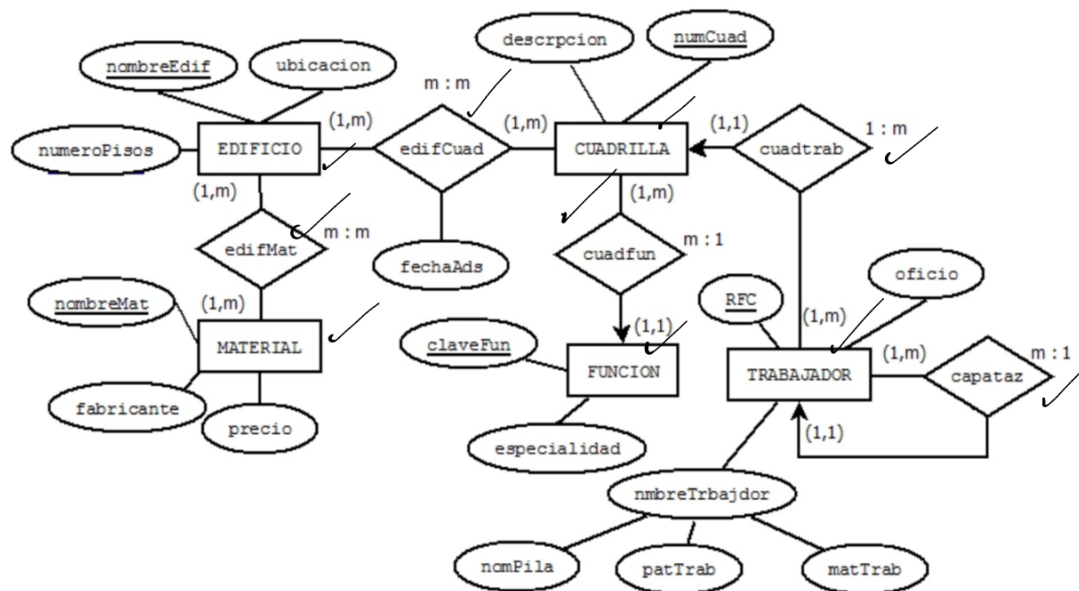 descrpcion
numCuad
nombreEdif
ubicacion
m : m
(1,m)
(1,m)
(1,1)
1 : m
numeroPisos
EDIFICIO
edifCuad
CUADRILLA
cuadtrab
(1,m)
(1,m)
edifMat
m : m
cuadfun
m : 1
fechaAds
oficio
nombreMat
RFC
(1,m)
(1,1)
(1,m)
claveFun
(1,m)
m : 1
MATERIAL
FUNCION
TRABAJADOR
capataz
fabricante
precio
(1,1)
especialidad
nmbreTrbajdor
nomPila
patTrab
matTrab